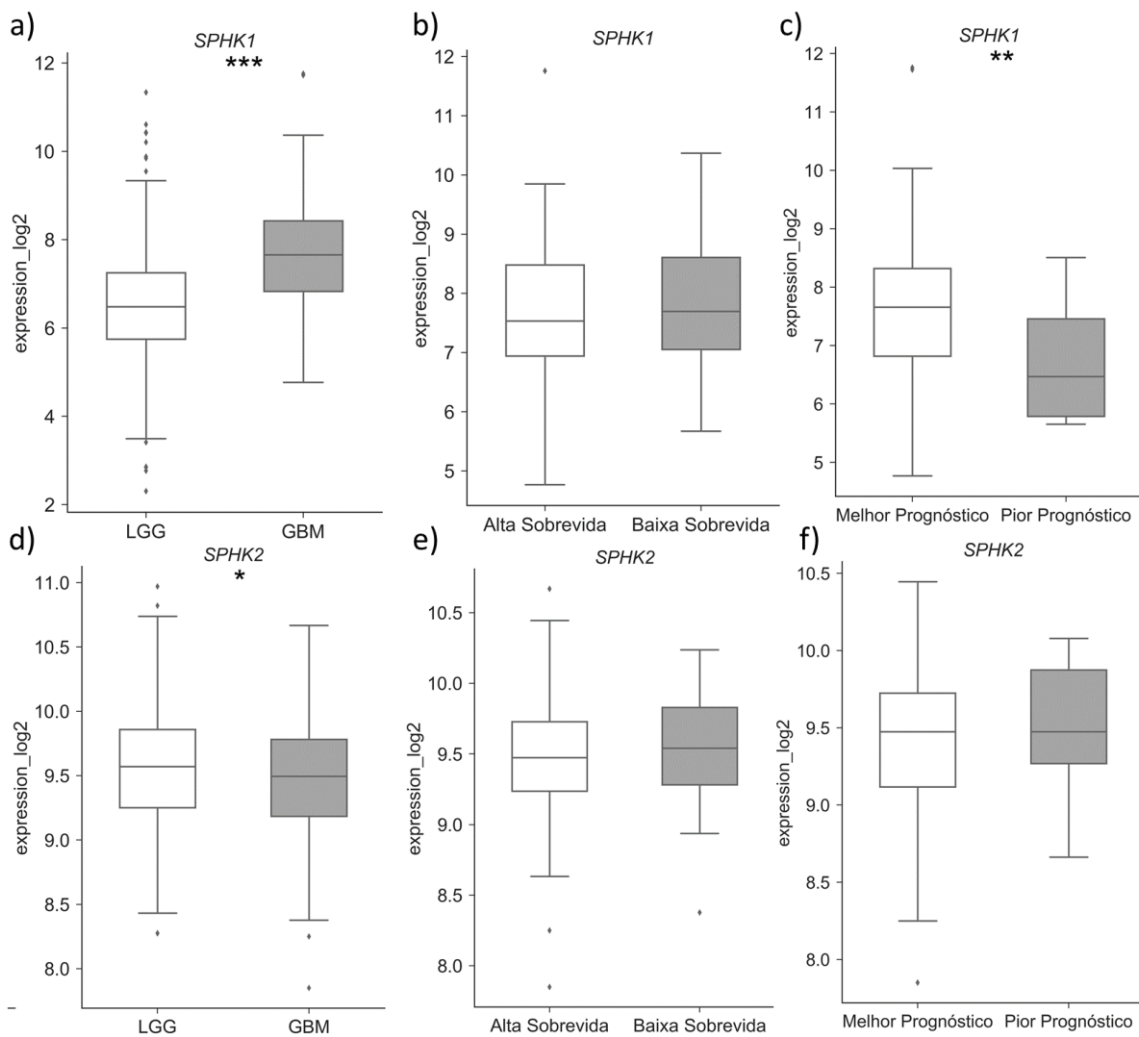 a)
SPHK1
***
expression_log2
12
10
8
6
4
2
LGG GBM
b)
SPHK1
expression_log2
12
11
10
9
8
7
6
5
Alta Sobrevida Baixa Sobrevida
c)
SPHK1
**
expression_log2
12
11
10
9
8
7
6
5
Melhor Prognóstico Pior Prognóstico
d)
SPHK2
*
expression_log2
11.0
10.5
10.0
9.5
9.0
8.5
8.0
LGG GBM
e)
SPHK2
expression_log2
10.5
10.0
9.5
9.0
8.5
8.0
Alta Sobrevida Baixa Sobrevida
f)
SPHK2
expression_log2
10.5
10.0
9.5
9.0
8.5
8.0
Melhor Prognóstico Pior Prognóstico